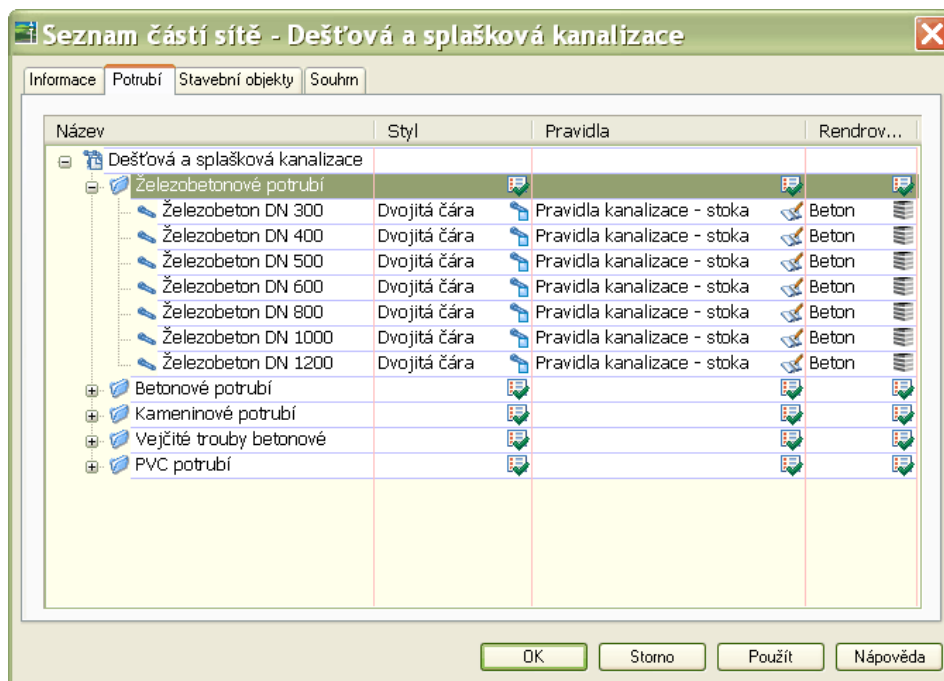 Seznam částí sítě - Dešťová a splašková kanalizace
Informace Potrubí Stavební objekty Souhrn
Název Styl Pravidla Rendrov...
Dešťová a splašková kanalizace
Železobetonové potrubí
Železobeton DN 300 Dvojitá čára Pravidla kanalizace - stoka Beton
Železobeton DN 400 Dvojitá čára Pravidla kanalizace - stoka Beton
Železobeton DN 500 Dvojitá čára Pravidla kanalizace - stoka Beton
Železobeton DN 600 Dvojitá čára Pravidla kanalizace - stoka Beton
Železobeton DN 800 Dvojitá čára Pravidla kanalizace - stoka Beton
Železobeton DN 1000 Dvojitá čára Pravidla kanalizace - stoka Beton
Železobeton DN 1200 Dvojitá čára Pravidla kanalizace - stoka Beton
Betonové potrubí
Kameninové potrubí
Vejčité trouby betonové
PVC potrubí
OK Storno Použít Nápověda